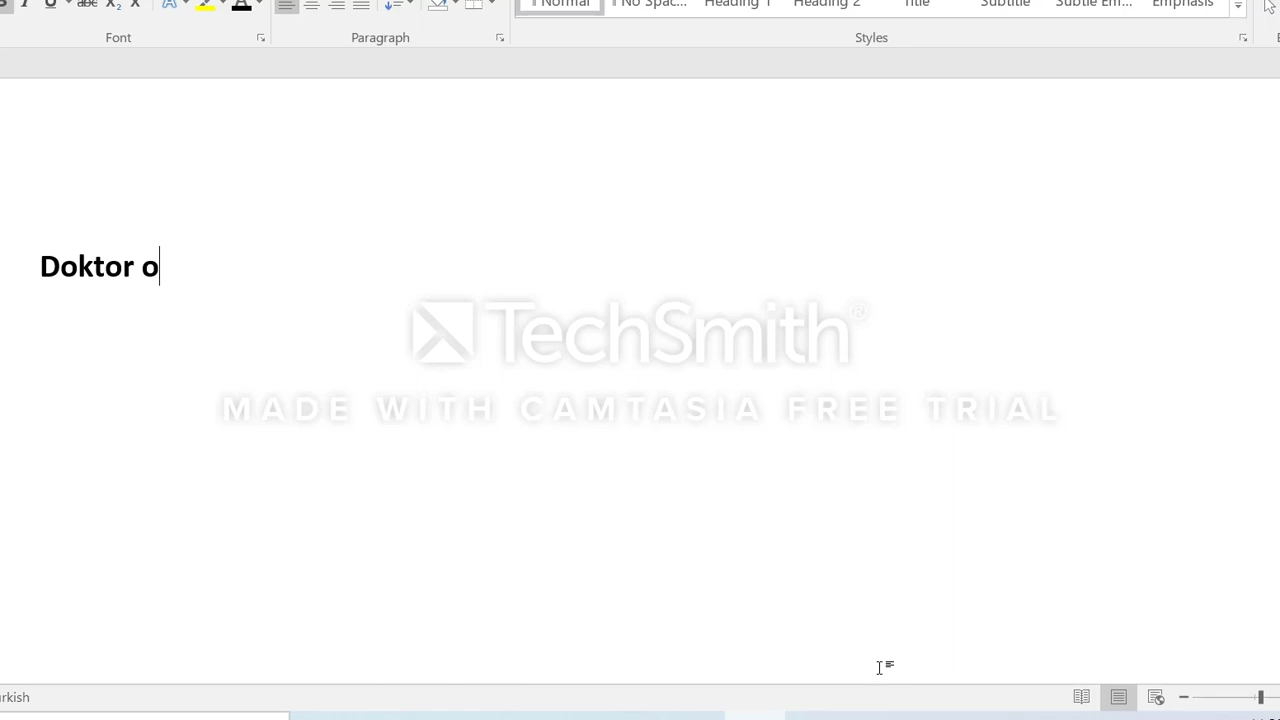 Normal
No Spac...
Heading 1
Heading 2
Title
Subtitle
Subtle Em...
Emphasis
Font
Paragraph
Styles
Doktor o
TechSmith®
MADE WITH CAMTASIA FREE TRIAL